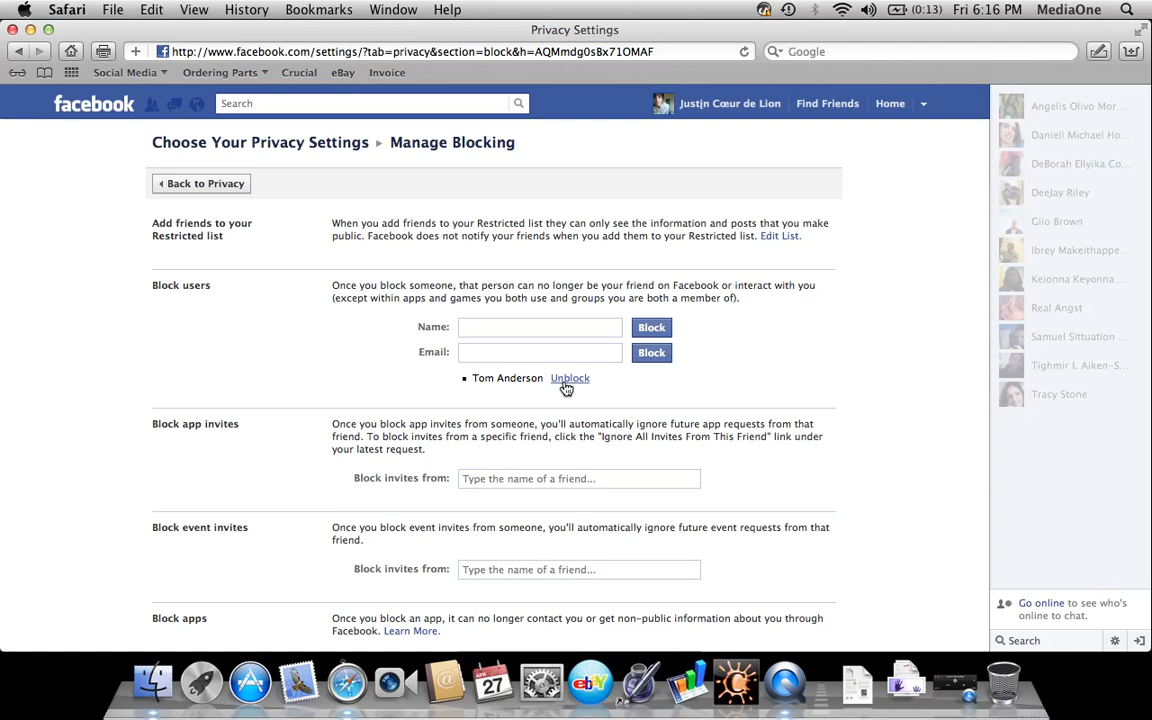 Safari File Edit View History Bookmarks Window Help (0:13) Fri 6:16 PM MediaOne
Privacy Settings
http://www.facebook.com/settings/?tab=privacy&section=block&h=AQMmdg0sBx71OMAF Google
Social Media Ordering Parts Crucial eBay Invoice
facebook Search Justjn Cœur de Lion Find Friends Home
Choose Your Privacy Settings ▸ Manage Blocking
Back to Privacy
Add friends to your
Restricted list
When you add friends to your Restricted list they can only see the information and posts that you make
public. Facebook does not notify your friends when you add them to your Restricted list. Edit List.
Block users
Once you block someone, that person can no longer be your friend on Facebook or interact with you
(except within apps and games you both use and groups you are both a member of).
Name: Block
Email: Block
▪ Tom Anderson Unblock
Block app invites
Once you block app invites from someone, you'll automatically ignore future app requests from that
friend. To block invites from a specific friend, click the "Ignore All Invites From This Friend" link under
your latest request.
Block invites from: Type the name of a friend...
Block event invites
Once you block event invites from someone, you'll automatically ignore future event requests from that
friend.
Block invites from: Type the name of a friend...
Block apps
Once you block an app, it can no longer contact you or get non-public information about you through
Facebook. Learn More.
Angelis Olivo Mor...
Daniell Michael Ho...
DeBorah Ellyika Co...
DeeJay Riley
Giio Brown
Ibrey Makeithappe...
Keionna Keyonna ...
Real Angst
Samuel Sittuation ...
Tighmir I. Aiken-S...
Tracy Stone
Go online to see who's
online to chat.
Search
APR
27
ebay